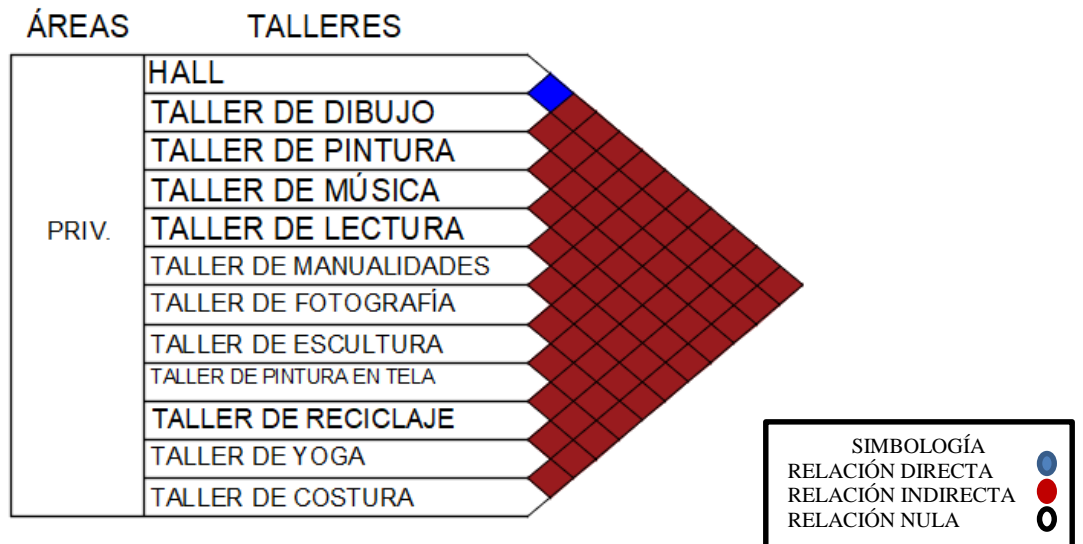 ÁREAS TALLERES
HALL
TALLER DE DIBUJO
TALLER DE PINTURA
TALLER DE MÚSICA
PRIV. TALLER DE LECTURA
TALLER DE MANUALIDADES
TALLER DE FOTOGRAFÍA
TALLER DE ESCULTURA
TALLER DE PINTURA EN TELA
TALLER DE RECICLAJE
TALLER DE YOGA
TALLER DE COSTURA
SIMBOLOGÍA
RELACIÓN DIRECTA
RELACIÓN INDIRECTA
RELACIÓN NULA